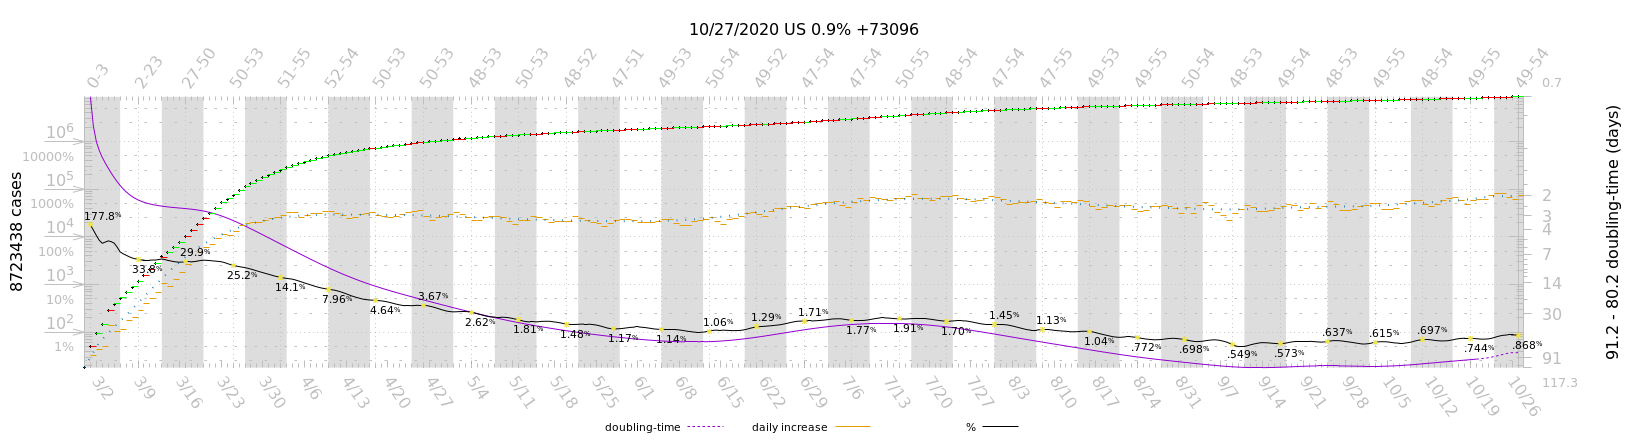 10/27/2020 US 0.9% +73096
0-3 2-23 27-50 50-53 51-55 52-54 50-53 50-53 48-53 50-53 48-52 47-51 49-53 50-54 49-52 47-54 47-54 50-55 48-54 47-54 47-55 49-53 49-55 50-54 48-53 49-54 48-53 49-55 48-54 49-55 49-54
0.7
10⁶
10000%
10⁵
1000%
10⁴
100%
10³
10%
10²
1%
8723438 cases
177.8% 33.8% 29.9% 25.2% 14.1% 7.96% 4.64% 3.67% 2.62% 1.81% 1.48% 1.17% 1.14% 1.06% 1.29% 1.71% 1.77% 1.91% 1.70% 1.45% 1.13% 1.04% .772% .698% .549% .573% .637% .615% .697% .744% .868%
2
3
4
7
14
30
91
117.3
91.2 - 80.2 doubling-time (days)
3/2 3/9 3/16 3/23 3/30 4/6 4/13 4/20 4/27 5/4 5/11 5/18 5/25 6/1 6/8 6/15 6/22 6/29 7/6 7/13 7/20 7/27 8/3 8/10 8/17 8/24 8/31 9/7 9/14 9/21 9/28 10/5 10/12 10/19 10/26
doubling-time daily increase %